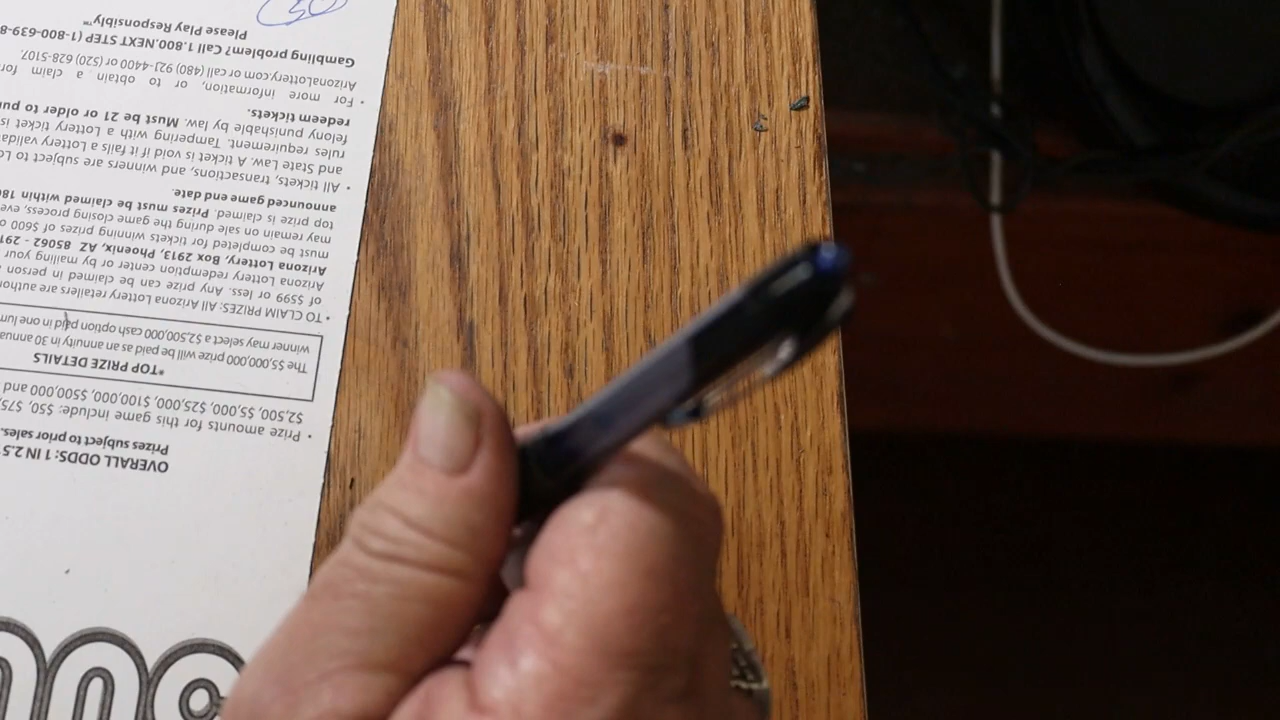 OVERALL ODDS: 1 IN 2.5
Prizes subject to prior sales.
• Prize amounts for this game include: $50, $75
$2,500, $5,000, $25,000, $100,000, $500,000 and
*TOP PRIZE DETAILS
The $5,000,000 prize will be paid as an annuity in 30 annua
winner may select a $2,500,000 cash option paid in one lum
• TO CLAIM PRIZES: All Arizona Lottery retailers are author
of $599 or less. Any prize can be claimed in person
Arizona Lottery redemption center or by mailing your
Arizona Lottery, Box 2913, Phoenix, AZ 85062 - 291
must be completed for tickets winning prizes of $600 o
may remain on sale during the game closing process, eve
top prize is claimed. Prizes must be claimed within 180
announced game end date.
• All tickets, transactions, and winners are subject to Lo
and State Law. A ticket is void if it fails a Lottery valida
rules requirement. Tampering with a Lottery ticket is
felony punishable by law. Must be 21 or older to pu
redeem tickets.
• For more information, or to obtain a claim for
ArizonaLottery.com or call (480) 921-4400 or (520) 628-5107.
Gambling problem? Call 1.800.NEXT STEP (1-800-639-8
Please Play Responsibly™